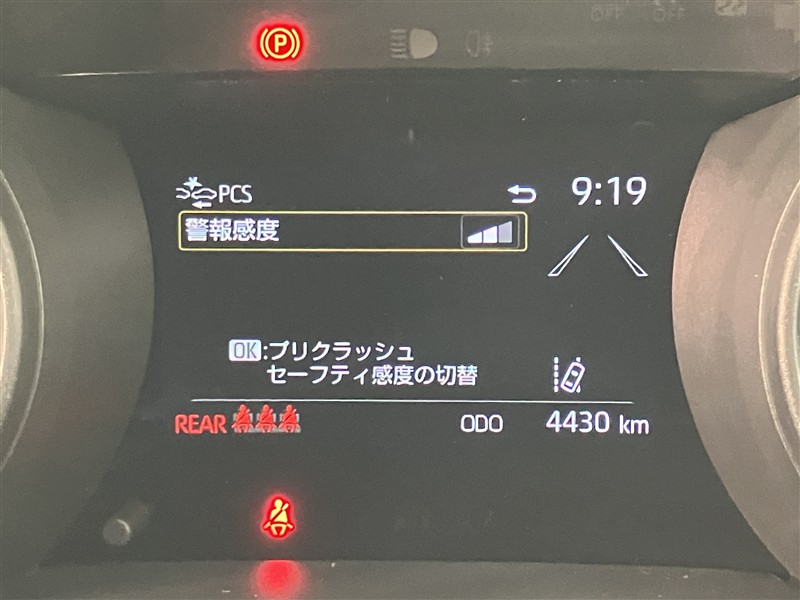 P
PCS
9:19
警報感度
OK:プリクラッシュ
セーフティ感度の切替
REAR
ODO 4430 km